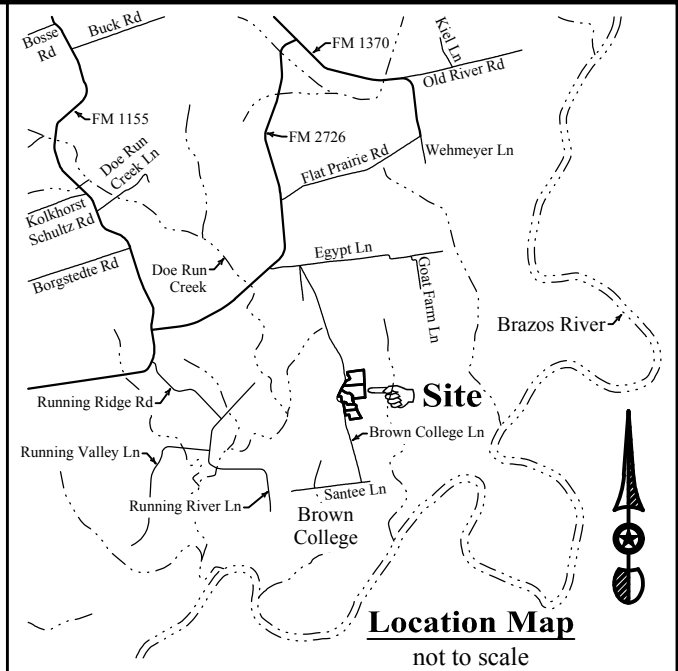 Bosse
Rd
Buck Rd
FM 1370
Kiel Ln
Old River Rd
FM 1155
FM 2726
Doe Run
Creek Ln
Flat Prairie Rd
Wehmeyer Ln
Kolkhorst
Schultz Rd
Borgstedte Rd
Doe Run
Creek
Egypt Ln
Goat Farm Ln
Brazos River
Running Ridge Rd
Site
Brown College Ln
Running Valley Ln
Running River Ln
Santee Ln
Brown
College
Location Map
not to scale